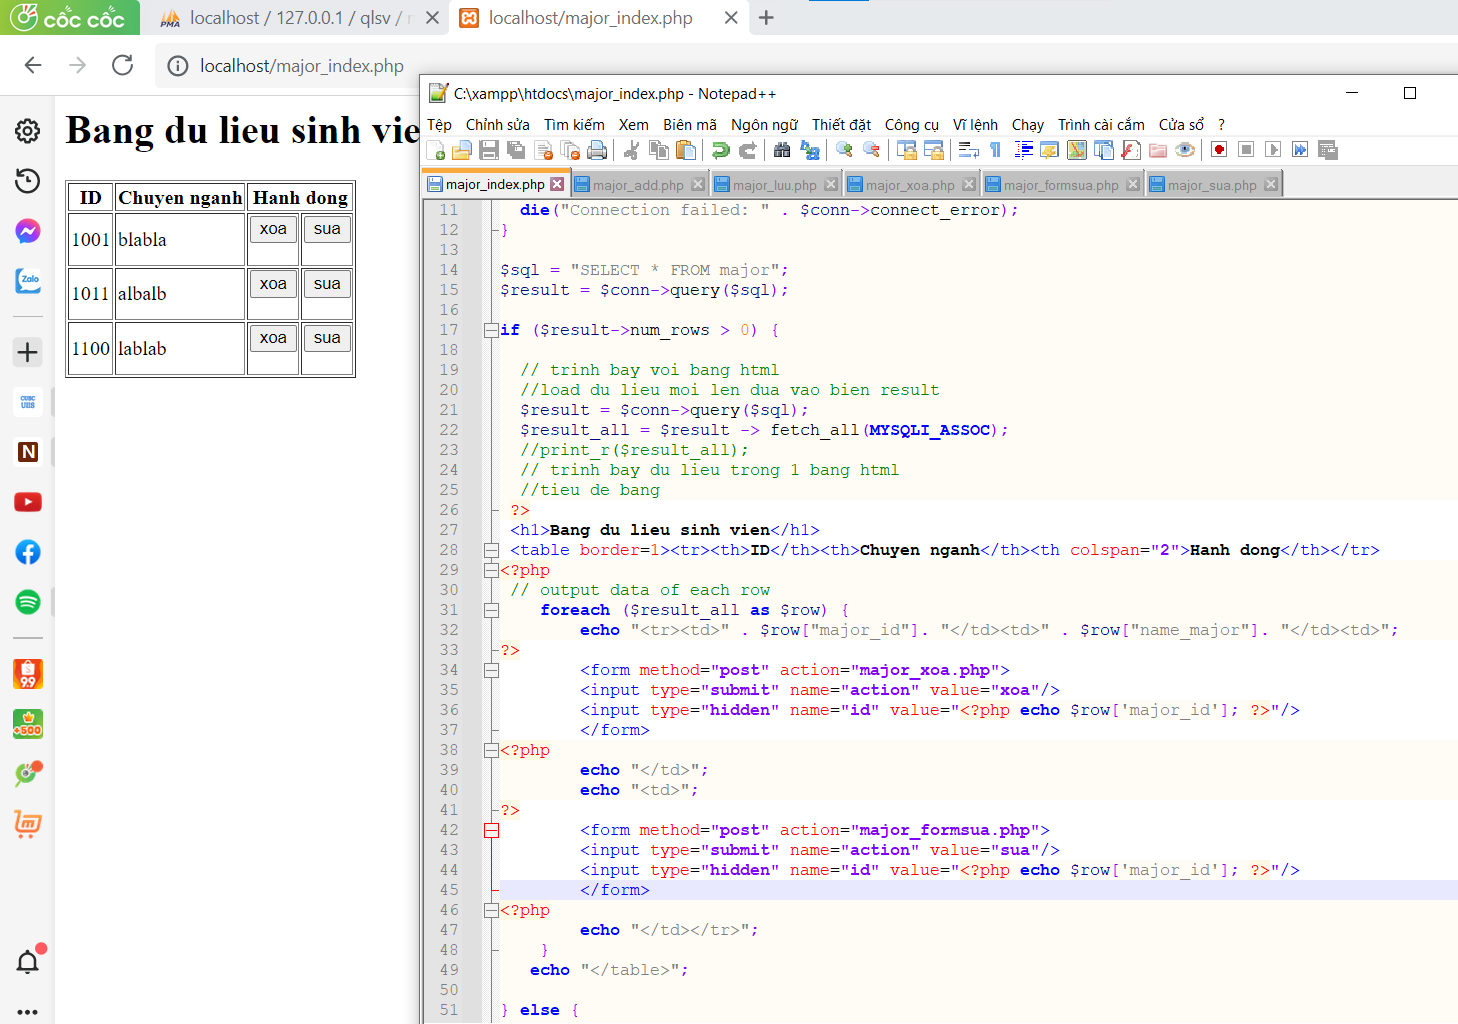 cốc cốc
PMA localhost / 127.0.0.1 / qlsv /
localhost/major_index.php
localhost/major_index.php
Bang du lieu sinh vie
ID Chuyen nganh Hanh dong
1001 blabla xoa sua
1011 albalb xoa sua
1100 lablab xoa sua
Zalo
CUSC
UIIS
N
9.9
+500
m
C:\xampp\htdocs\major_index.php - Notepad++
Tệp Chỉnh sửa Tìm kiếm Xem Biên mã Ngôn ngữ Thiết đặt Công cụ Vĩ lệnh Chạy Trình cài cắm Cửa sổ ?
major_index.php major_add.php major_luu.php major_xoa.php major_formsua.php major_sua.php
11 die("Connection failed: " . $conn->connect_error);
12 }
13
14 $sql = "SELECT * FROM major";
15 $result = $conn->query($sql);
16
17 if ($result->num_rows > 0) {
18
19 // trinh bay voi bang html
20 //load du lieu moi len dua vao bien result
21 $result = $conn->query($sql);
22 $result_all = $result -> fetch_all(MYSQLI_ASSOC);
23 //print_r($result_all);
24 // trinh bay du lieu trong 1 bang html
25 //tieu de bang
26 ?>
27 <h1>Bang du lieu sinh vien</h1>
28 <table border=1><tr><th>ID</th><th>Chuyen nganh</th><th colspan="2">Hanh dong</th></tr>
29 <?php
30 // output data of each row
31 foreach ($result_all as $row) {
32 echo "<tr><td>" . $row["major_id"]. "</td><td>" . $row["name_major"]. "</td><td>";
33 ?>
34 <form method="post" action="major_xoa.php">
35 <input type="submit" name="action" value="xoa"/>
36 <input type="hidden" name="id" value="<?php echo $row['major_id']; ?>"/>
37 </form>
38 <?php
39 echo "</td>";
40 echo "<td>";
41 ?>
42 <form method="post" action="major_formsua.php">
43 <input type="submit" name="action" value="sua"/>
44 <input type="hidden" name="id" value="<?php echo $row['major_id']; ?>"/>
45 </form>
46 <?php
47 echo "</td></tr>";
48 }
49 echo "</table>";
50
51 } else {